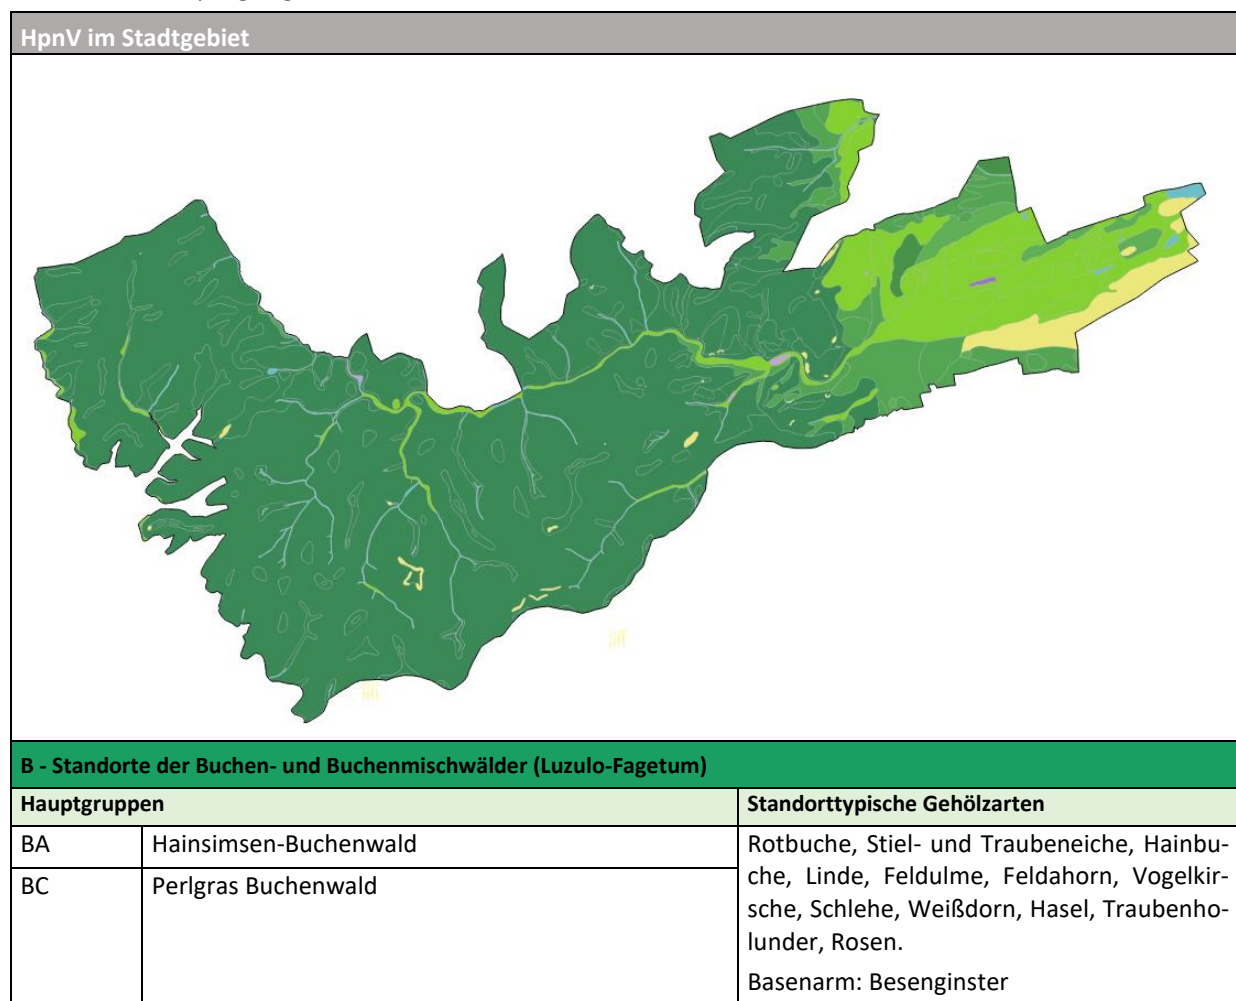 HpnV im Stadtgebiet
B - Standorte der Buchen- und Buchenmischwälder (Luzulo-Fagetum)
Hauptgruppen
Standorttypische Gehölzarten
BA
Hainsimsen-Buchenwald
BC
Perlgras Buchenwald
Rotbuche, Stiel- und Traubeneiche, Hainbu-
che, Linde, Feldulme, Feldahorn, Vogelkir-
sche, Schlehe, Weißdorn, Hasel, Traubenho-
lunder, Rosen.
Basenarm: Besenginster